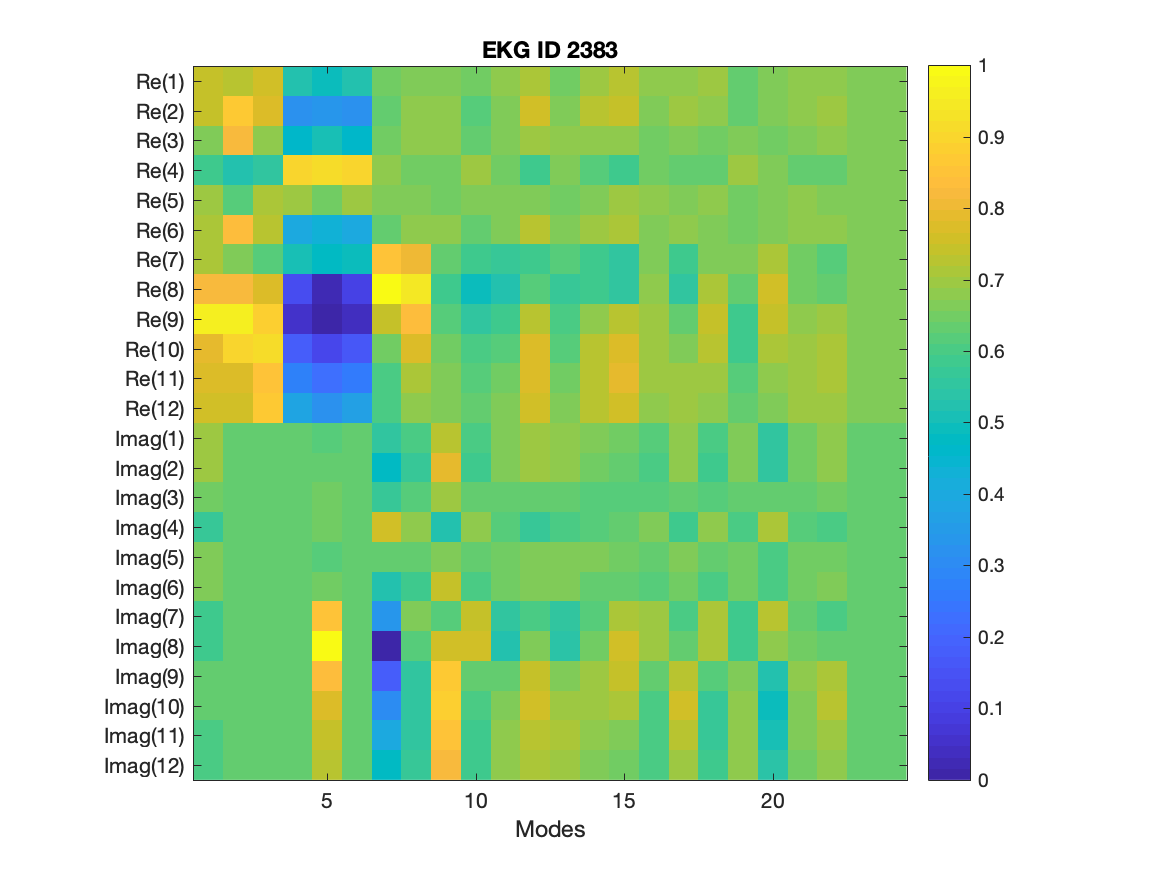 EKG ID 2383
Re(1)
Re(2)
Re(3)
Re(4)
Re(5)
Re(6)
Re(7)
Re(8)
Re(9)
Re(10)
Re(11)
Re(12)
Imag(1)
Imag(2)
Imag(3)
Imag(4)
Imag(5)
Imag(6)
Imag(7)
Imag(8)
Imag(9)
Imag(10)
Imag(11)
Imag(12)
5 10 15 20
Modes
1
0.9
0.8
0.7
0.6
0.5
0.4
0.3
0.2
0.1
0